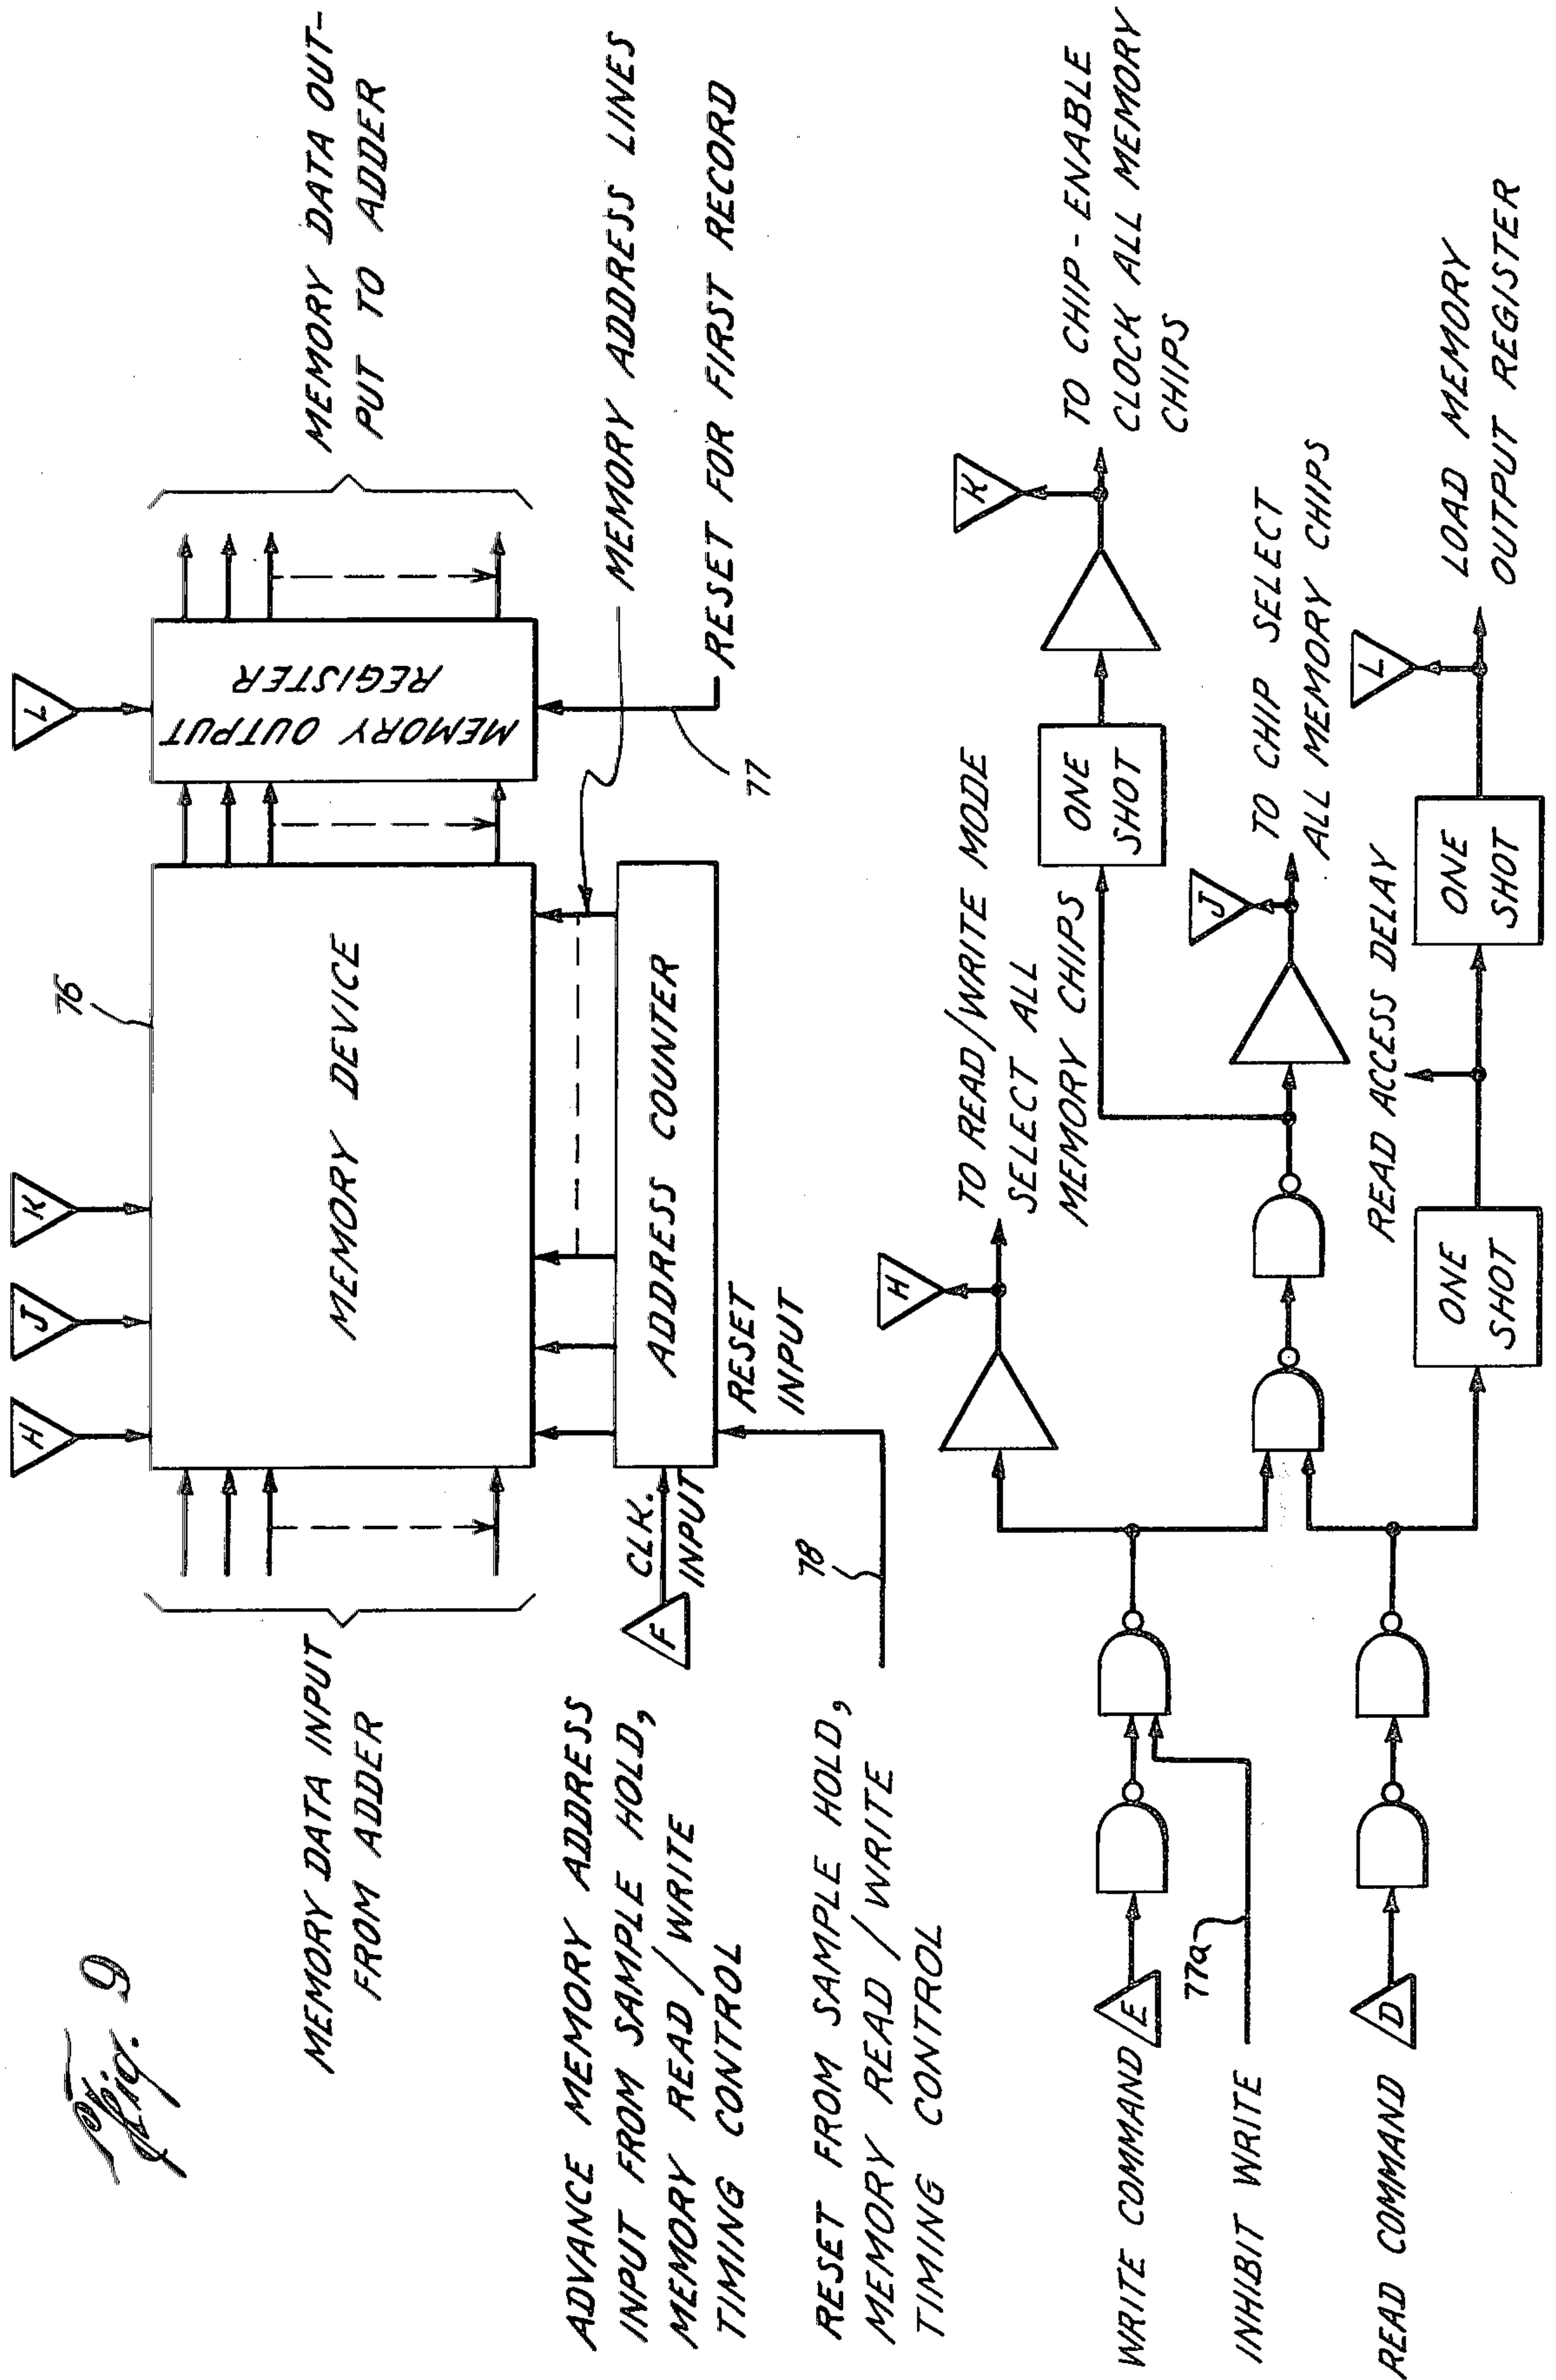 Fig. 9
MEMORY DATA INPUT
FROM ADDER
H
J
K
L
76
MEMORY DEVICE
MEMORY OUTPUT
REGISTER
MEMORY DATA OUT-
PUT TO ADDER
ADVANCE MEMORY ADDRESS
INPUT FROM SAMPLE HOLD,
MEMORY READ/WRITE
TIMING CONTROL
F
CLK.
INPUT
ADDRESS COUNTER
MEMORY ADDRESS LINES
77
RESET FOR FIRST RECORD
RESET FROM SAMPLE HOLD,
MEMORY READ/WRITE
TIMING CONTROL
78
RESET
INPUT
H
TO READ/WRITE MODE
SELECT ALL
MEMORY CHIPS
ONE
SHOT
K
TO CHIP-ENABLE
CLOCK ALL MEMORY
CHIPS
WRITE COMMAND
E
77a
INHIBIT WRITE
J
TO CHIP SELECT
ALL MEMORY CHIPS
READ COMMAND
D
ONE
SHOT
READ ACCESS DELAY
ONE
SHOT
L
LOAD MEMORY
OUTPUT REGISTER